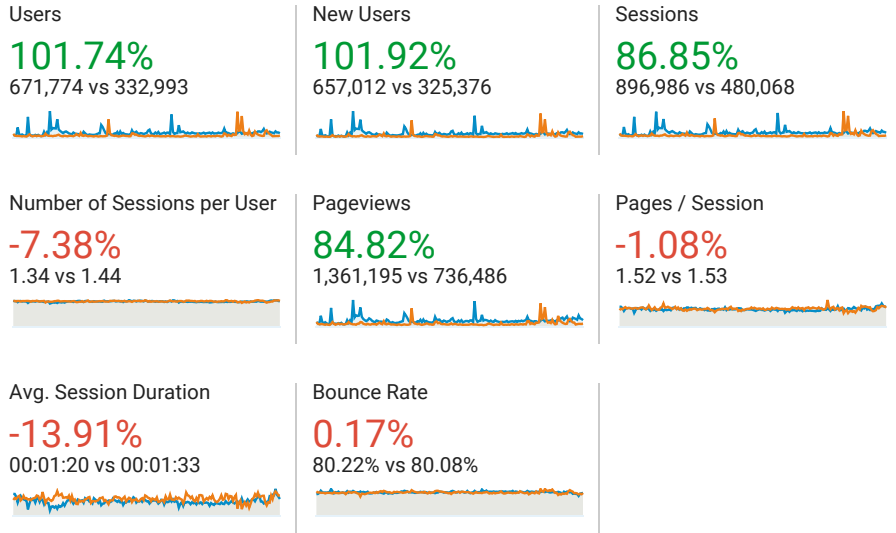 Users
101.74%
671,774 vs 332,993
New Users
101.92%
657,012 vs 325,376
Sessions
86.85%
896,986 vs 480,068
Number of Sessions per User
-7.38%
1.34 vs 1.44
Pageviews
84.82%
1,361,195 vs 736,486
Pages / Session
-1.08%
1.52 vs 1.53
Avg. Session Duration
-13.91%
00:01:20 vs 00:01:33
Bounce Rate
0.17%
80.22% vs 80.08%